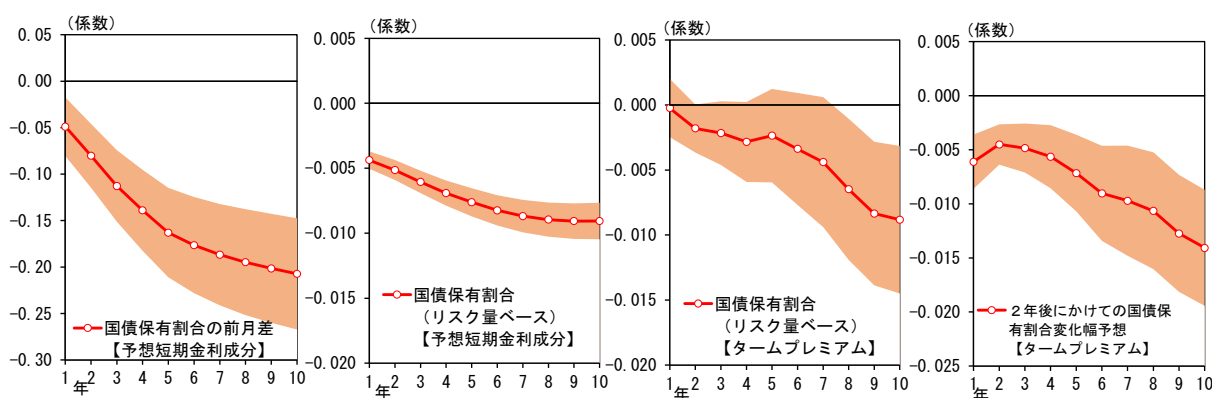 （係数）
0.05
0.00
-0.05
-0.10
-0.15
-0.20
-0.25
-0.30
国債保有割合の前月差
【予想短期金利成分】
1 2 3 4 5 6 7 8 9 10
年
（係数）
0.005
0.000
-0.005
-0.010
-0.015
-0.020
国債保有割合
（リスク量ベース）
【予想短期金利成分】
1 2 3 4 5 6 7 8 9 10
年
（係数）
0.005
0.000
-0.005
-0.010
-0.015
-0.020
国債保有割合
（リスク量ベース）
【タームプレミアム】
1 2 3 4 5 6 7 8 9 10
年
（係数）
0.005
0.000
-0.005
-0.010
-0.015
-0.020
-0.025
２年後にかけての国債保
有割合変化幅予想
【タームプレミアム】
1 2 3 4 5 6 7 8 9 10
年